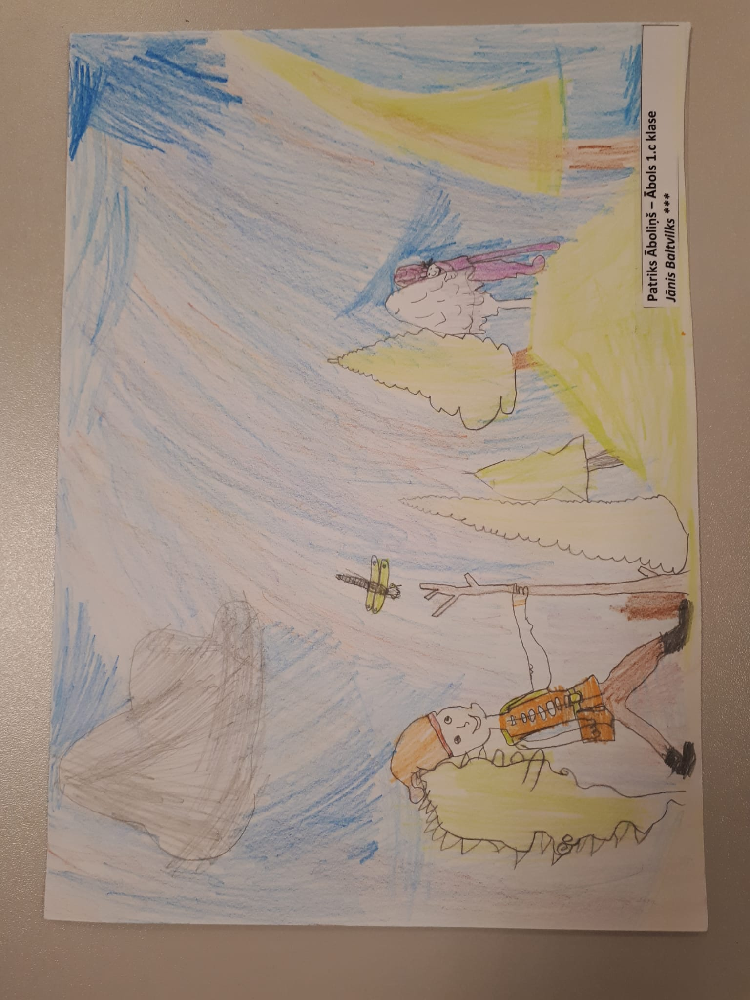 Patriks Āboliņš – Ābols 1.c klase
Jānis Baltvilks ***